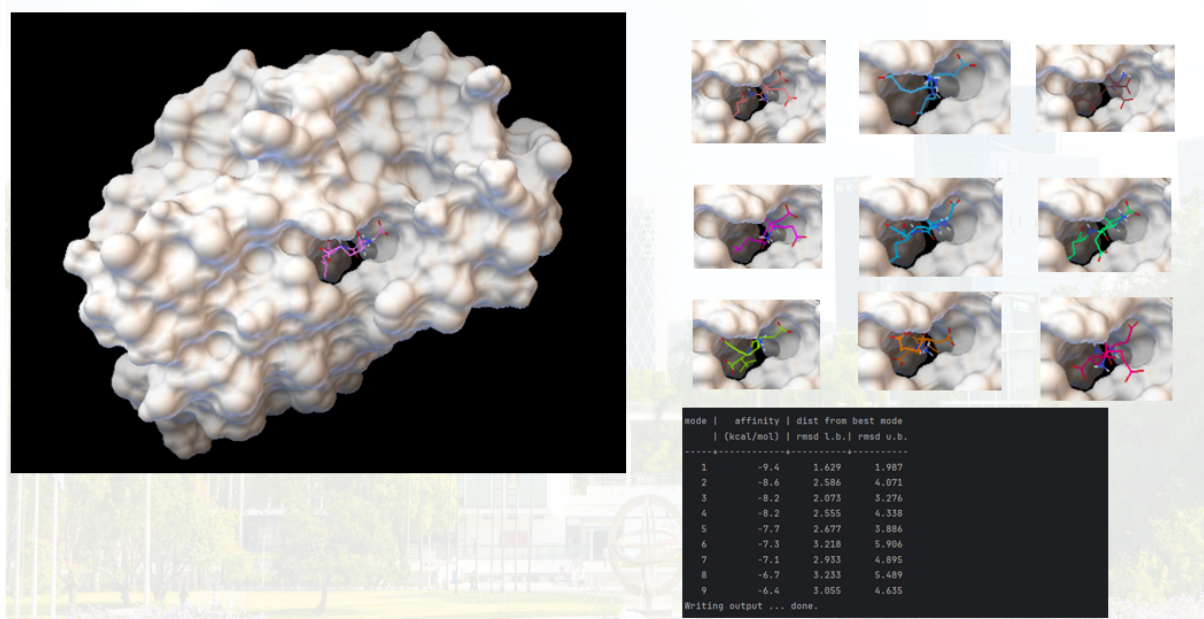 mode |   affinity | dist from best mode
     | (kcal/mol) | rmsd l.b.| rmsd u.b.
-----+------------+----------+----------
1 -9.4 1.629 1.987
2 -8.6 2.586 4.071
3 -8.2 2.073 3.276
4 -8.2 2.555 4.338
5 -7.7 2.677 3.886
6 -7.3 3.218 5.906
7 -7.1 2.933 4.895
8 -6.7 3.233 5.489
9 -6.4 3.055 4.635
Writing output ... done.